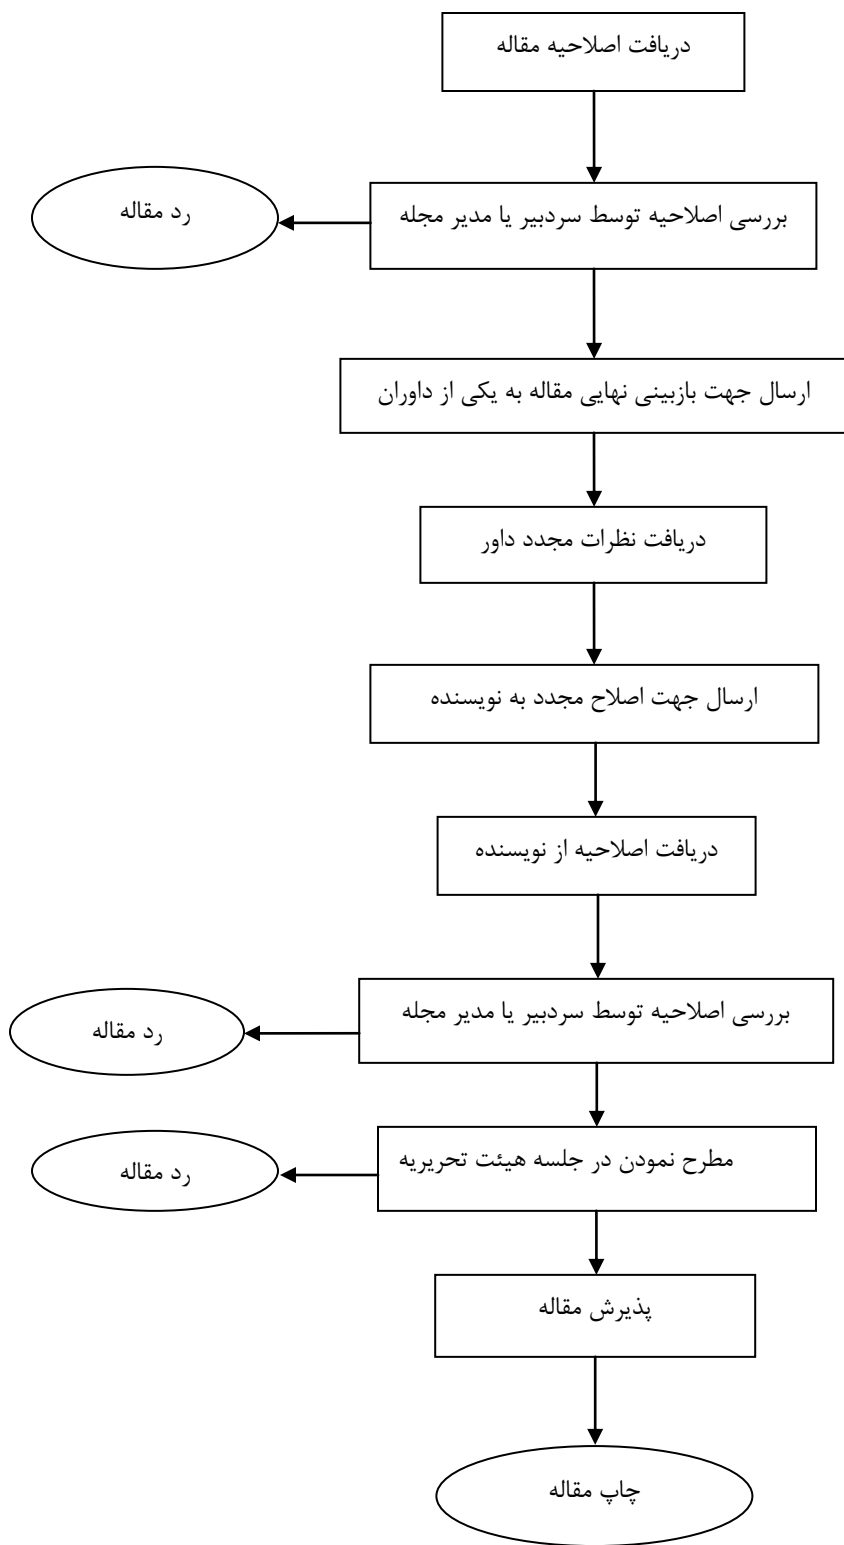 دریافت اصلاحیه مقاله
بررسی اصلاحیه توسط سردبیر یا مدیر مجله
رد مقاله
ارسال جهت بازبینی نهایی مقاله به یکی از داوران
دریافت نظرات مجدد داور
ارسال جهت اصلاح مجدد به نویسنده
دریافت اصلاحیه از نویسنده
بررسی اصلاحیه توسط سردبیر یا مدیر مجله
رد مقاله
مطرح نمودن در جلسه هیئت تحریریه
رد مقاله
پذیرش مقاله
چاپ مقاله